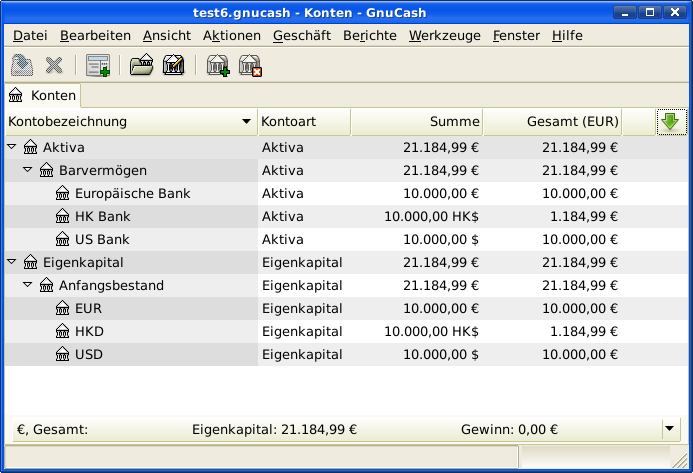 test6.gnucash - Konten - GnuCash
Datei Bearbeiten Ansicht Aktionen Geschäft Berichte Werkzeuge Fenster Hilfe
Konten
Kontobezeichnung Kontoart Summe Gesamt (EUR)
Aktiva Aktiva 21.184,99 € 21.184,99 €
Barvermögen Aktiva 21.184,99 € 21.184,99 €
Europäische Bank Aktiva 10.000,00 € 10.000,00 €
HK Bank Aktiva 10.000,00 HK$ 1.184,99 €
US Bank Aktiva 10.000,00 $ 10.000,00 €
Eigenkapital Eigenkapital 21.184,99 € 21.184,99 €
Anfangsbestand Eigenkapital 21.184,99 € 21.184,99 €
EUR Eigenkapital 10.000,00 € 10.000,00 €
HKD Eigenkapital 10.000,00 HK$ 1.184,99 €
USD Eigenkapital 10.000,00 $ 10.000,00 €
€, Gesamt: Eigenkapital: 21.184,99 € Gewinn: 0,00 €